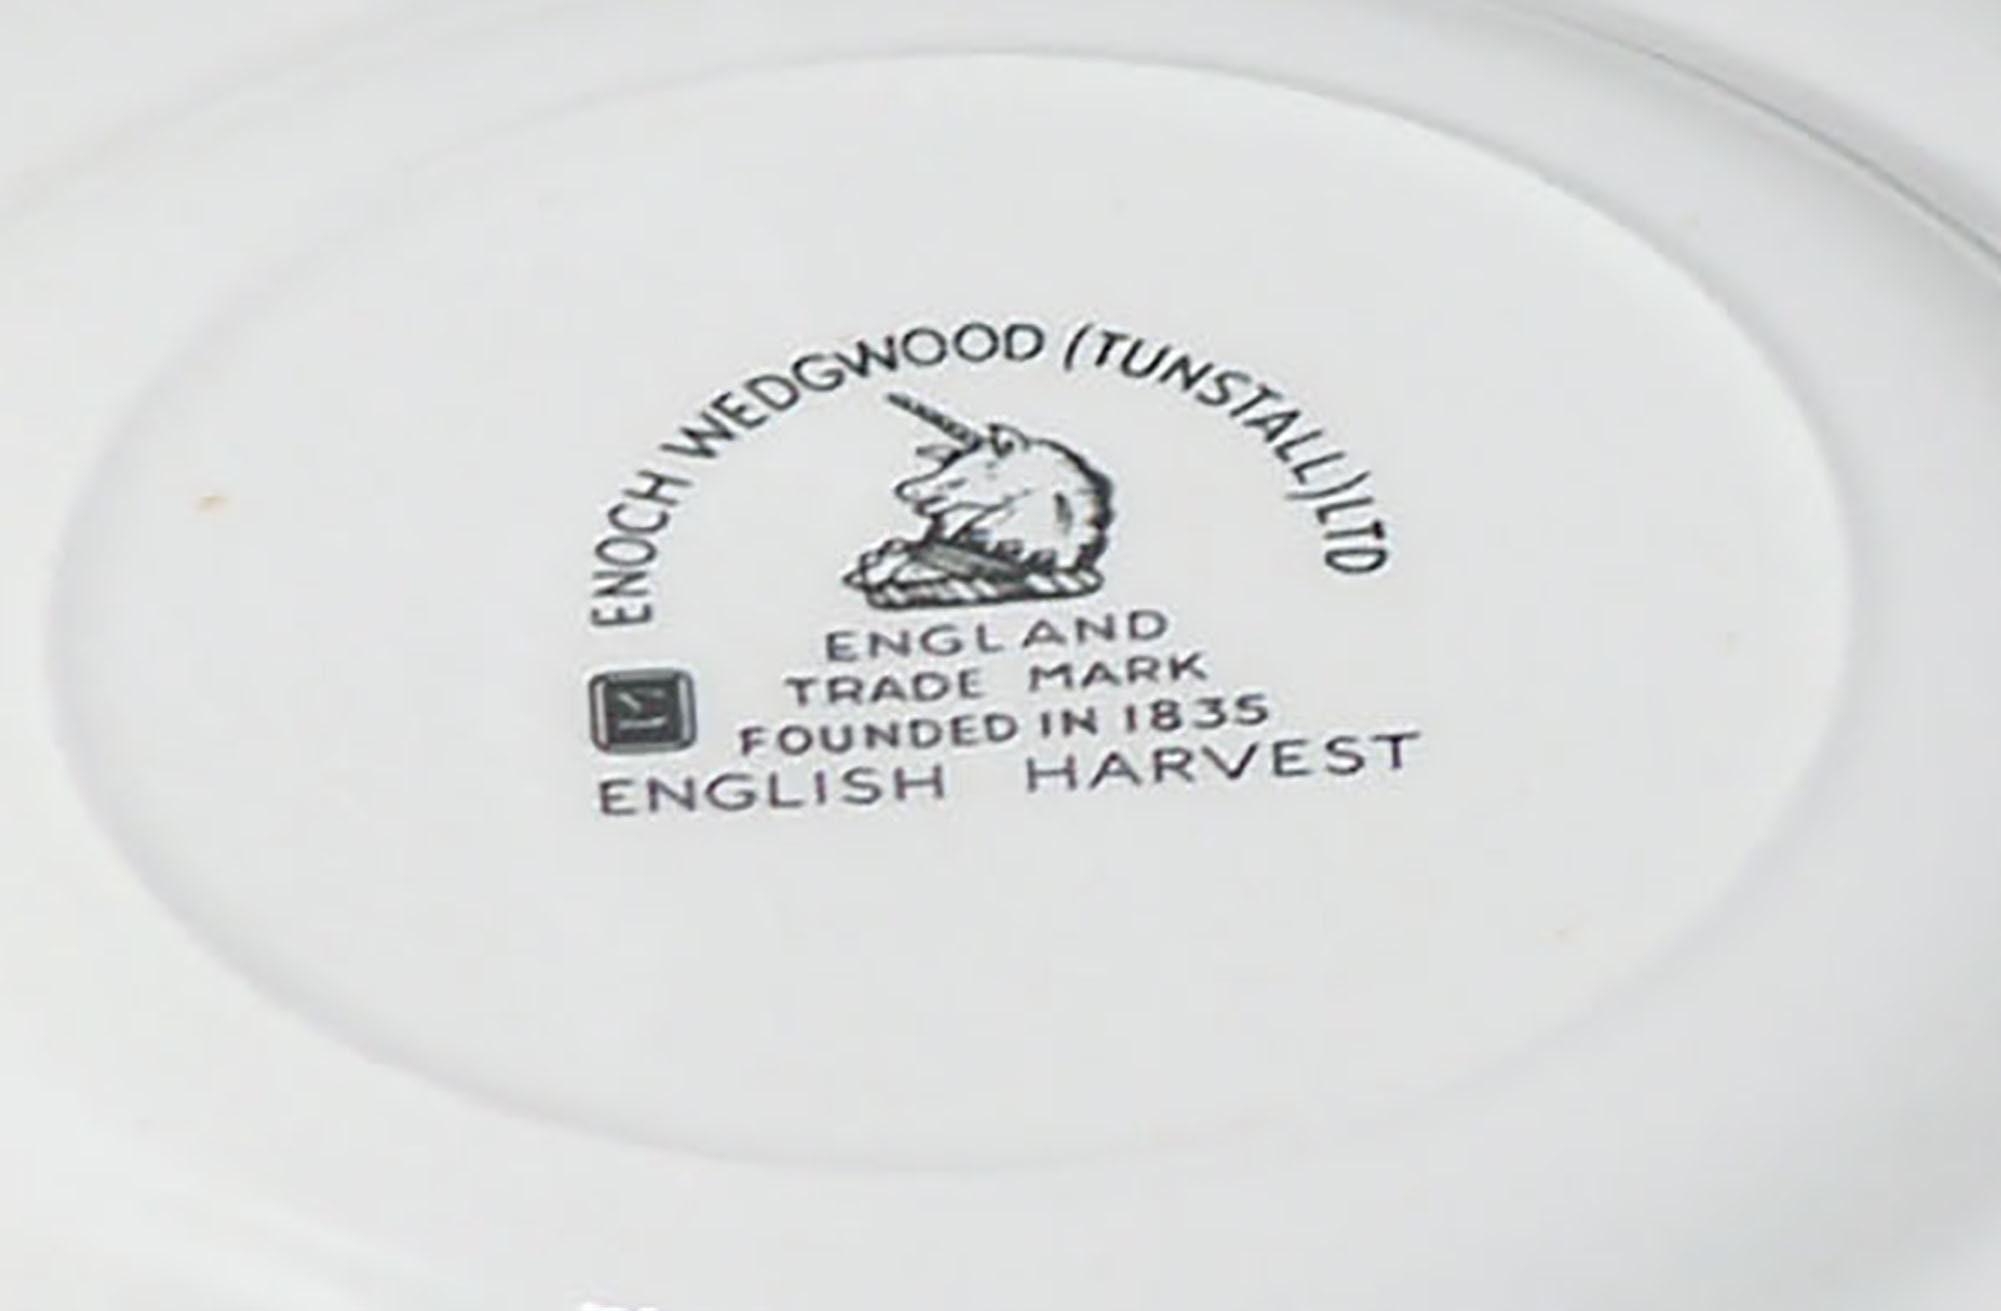 ENOCH WEDGWOOD (TUNSTALL) LTD
ENGLAND
TRADE MARK
FOUNDED IN 1835
ENGLISH HARVEST